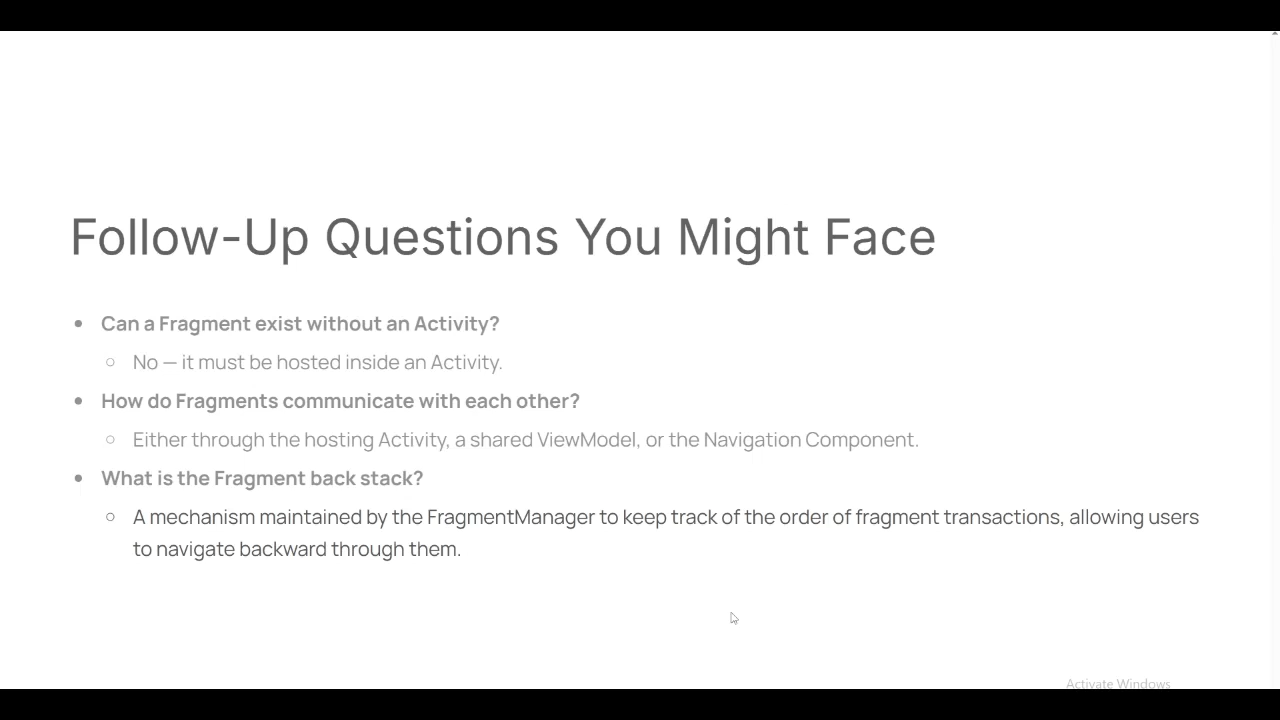 Follow-Up Questions You Might Face
• Can a Fragment exist without an Activity?
○ No — it must be hosted inside an Activity.
• How do Fragments communicate with each other?
○ Either through the hosting Activity, a shared ViewModel, or the Navigation Component.
• What is the Fragment back stack?
○ A mechanism maintained by the FragmentManager to keep track of the order of fragment transactions, allowing users
to navigate backward through them.
Activate Windows